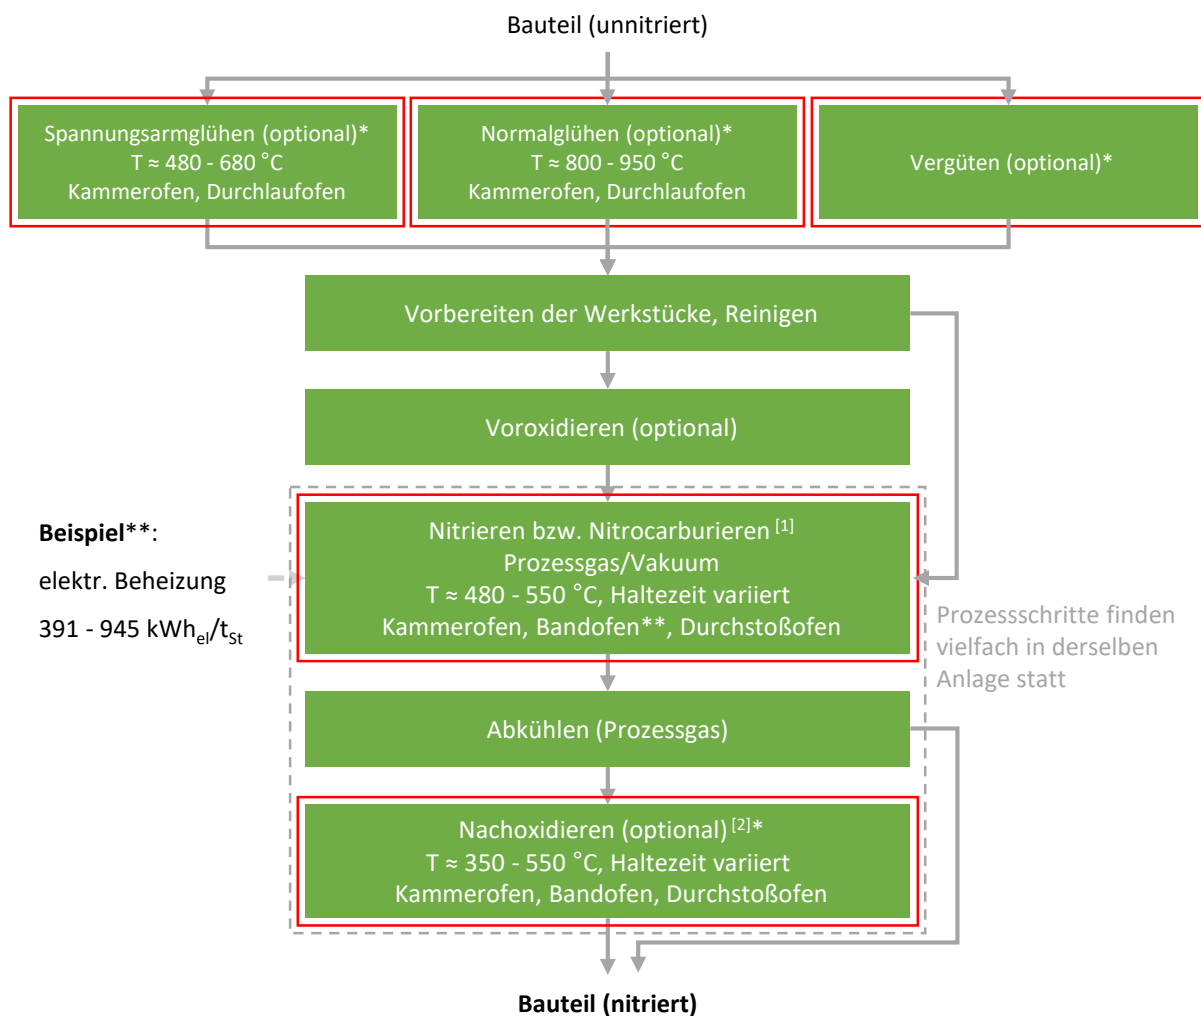 Bauteil (unnitriert)
Spannungsarmglühen (optional)*
T ≈ 480 - 680 °C
Kammerofen, Durchlaufofen
Normalglühen (optional)*
T ≈ 800 - 950 °C
Kammerofen, Durchlaufofen
Vergüten (optional)*
Vorbereiten der Werkstücke, Reinigen
Voroxidieren (optional)
Beispiel**:
elektr. Beheizung
391 - 945 kWhel/tSt
Nitrieren bzw. Nitrocarburieren [1]
Prozessgas/Vakuum
T ≈ 480 - 550 °C, Haltezeit variiert
Kammerofen, Bandofen**, Durchstoßofen
Prozessschritte finden
vielfach in derselben
Anlage statt
Abkühlen (Prozessgas)
Nachoxidieren (optional) [2]*
T ≈ 350 - 550 °C, Haltezeit variiert
Kammerofen, Bandofen, Durchstoßofen
Bauteil (nitriert)